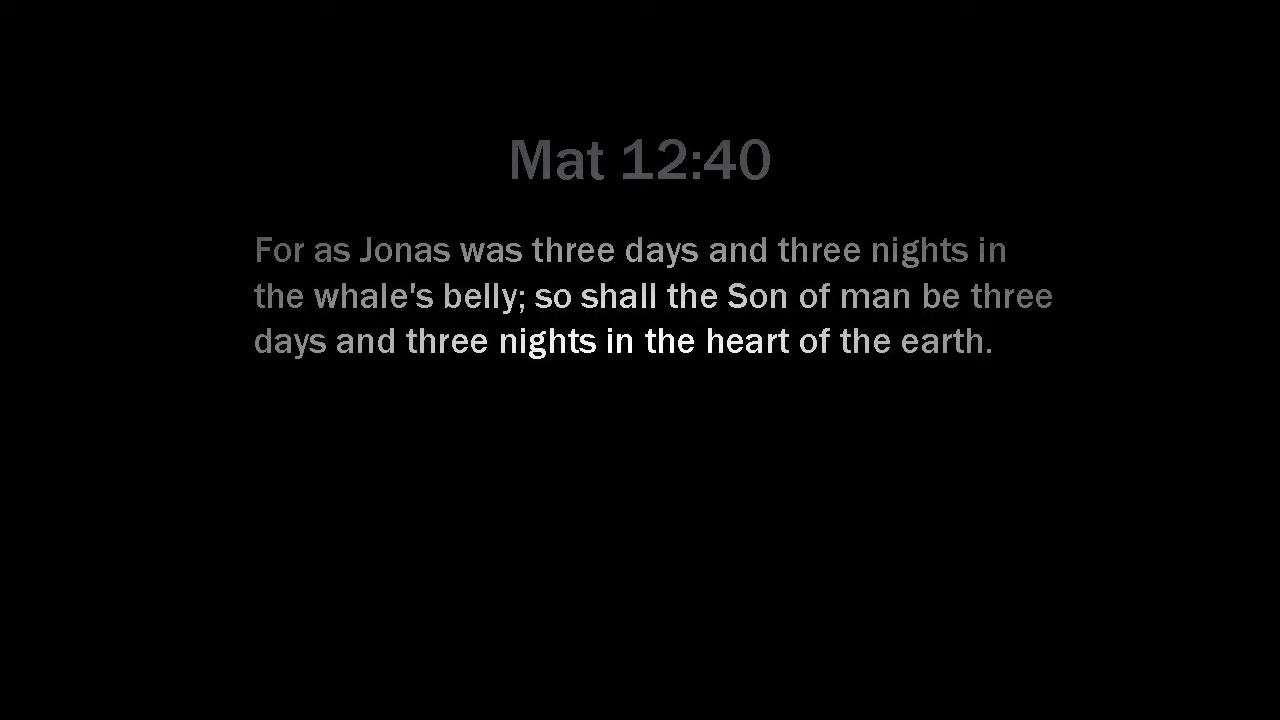 Mat 12:40
For as Jonas was three days and three nights in
the whale's belly; so shall the Son of man be three
days and three nights in the heart of the earth.